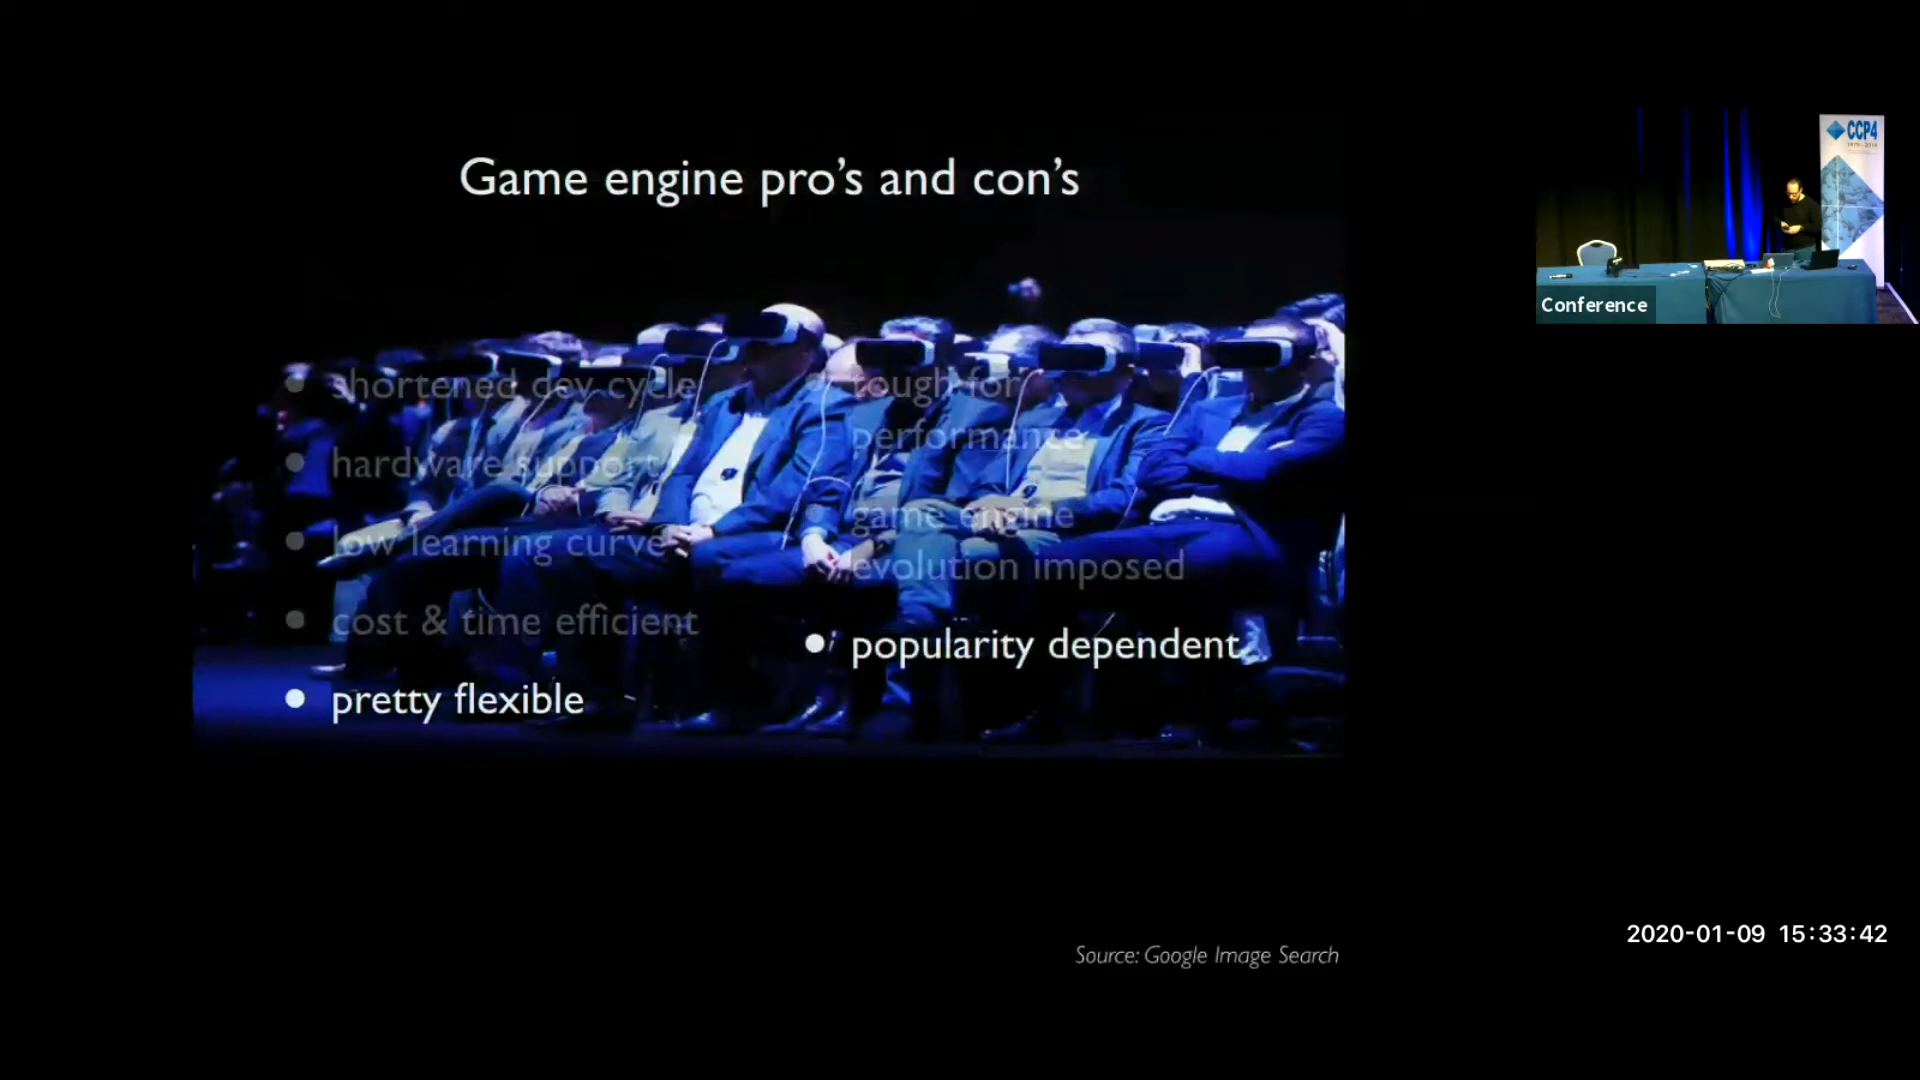 Game engine pro’s and con’s
shortened dev cycle
hardware support
low learning curve
cost & time efficient
pretty flexible
tough for
performance
game engine
evolution imposed
popularity dependent
Source: Google Image Search
CCP4
Conference
2020-01-09 15:33:42